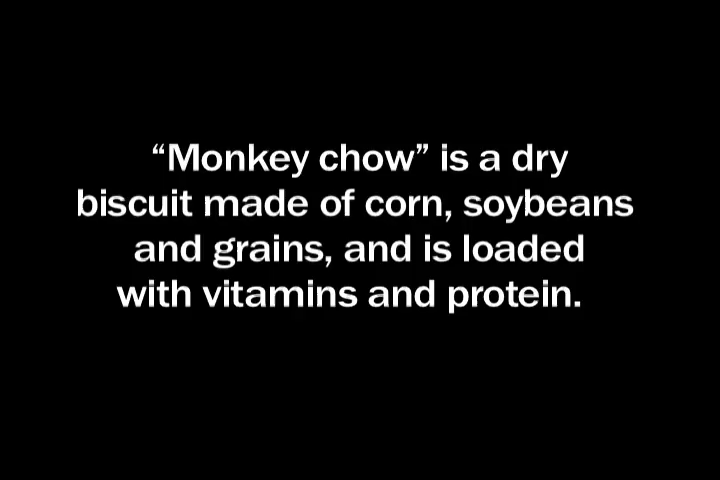 “Monkey chow” is a dry
biscuit made of corn, soybeans
and grains, and is loaded
with vitamins and protein.